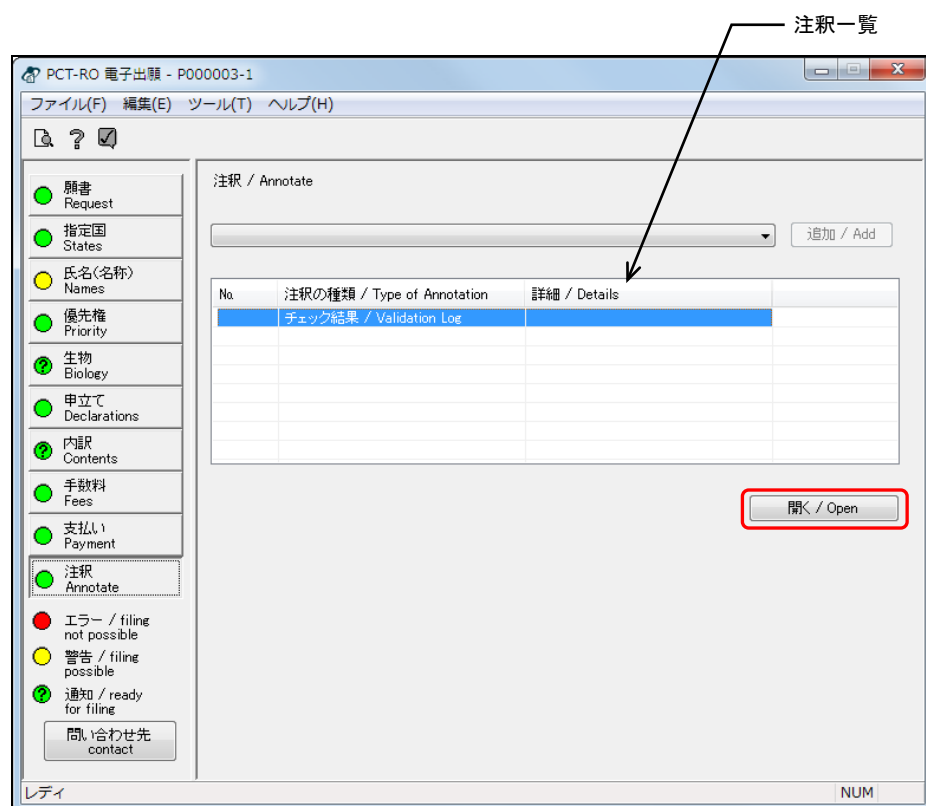 注釈一覧
PCT-RO 電子出願 - P000003-1
ファイル(F) 編集(E) ツール(T) ヘルプ(H)
注釈 / Annotate
追加 / Add
No. 注釈の種類 / Type of Annotation 詳細 / Details
チェック結果 / Validation Log
開く / Open
願書
Request
指定国
States
氏名(名称)
Names
優先権
Priority
生物
Biology
申立て
Declarations
内訳
Contents
手数料
Fees
支払い
Payment
注釈
Annotate
エラー / filing
not possible
警告 / filing
possible
通知 / ready
for filing
問い合わせ先
contact
レディ NUM